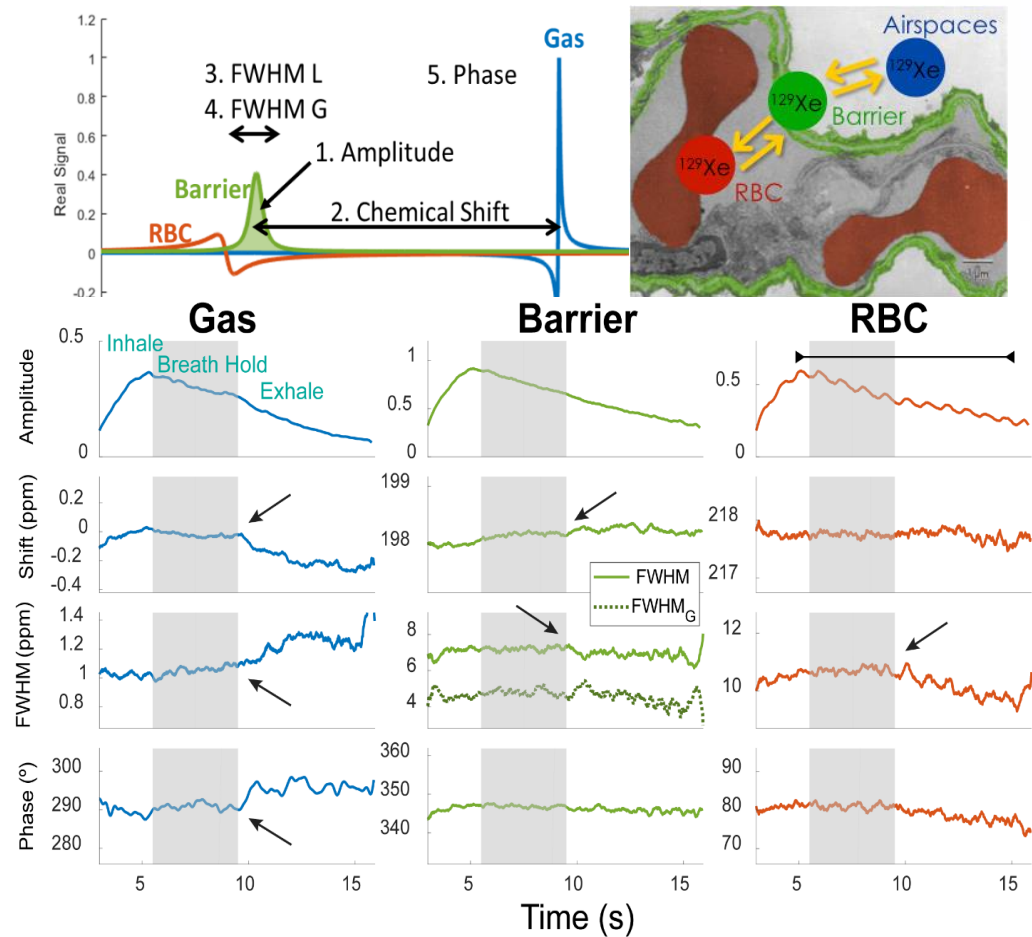 1.2
1
0.8
0.6
0.4
0.2
0
-0.2
Real Signal
3. FWHM L
4. FWHM G
5. Phase
Gas
1. Amplitude
Barrier
2. Chemical Shift
RBC
Airspaces
129Xe
129Xe
Barrier
129Xe
RBC
1 µm
Gas
Barrier
RBC
Amplitude
0.5
0
Inhale
Breath Hold
Exhale
1
0.5
0
0.5
0
Shift (ppm)
0.2
0
-0.2
-0.4
199
198
218
217
FWHM
FWHM_G
FWHM (ppm)
1.4
1.2
1
0.8
8
6
4
12
10
Phase (°)
300
290
280
360
350
340
90
80
70
5 10 15
5 10 15
5 10 15
Time (s)